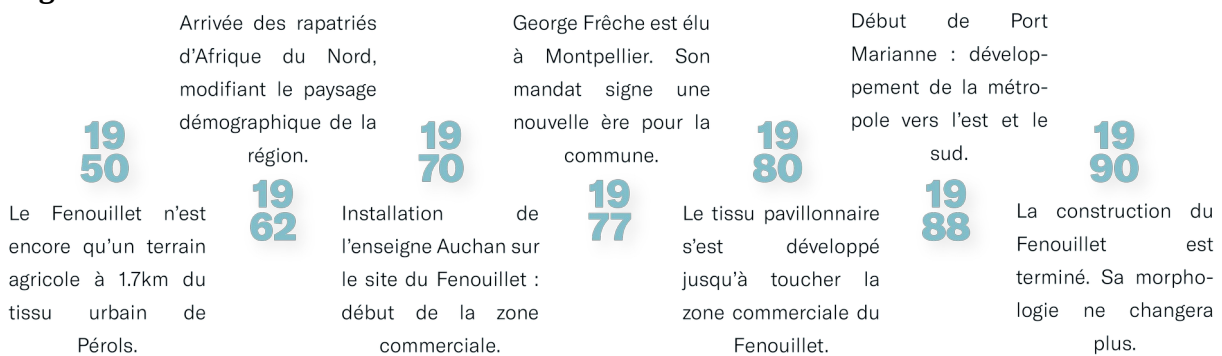 19
50
Le Fenouillet n'est
encore qu'un terrain
agricole à 1.7km du
tissu urbain de
Pérols.
Arrivée des rapatriés
d'Afrique du Nord,
modifiant le paysage
démographique de la
région.
19
62
19
70
Installation de
l'enseigne Auchan sur
le site du Fenouillet :
début de la zone
commerciale.
George Frêche est élu
à Montpellier. Son
mandat signe une
nouvelle ère pour la
commune.
19
77
19
80
Le tissu pavillonnaire
s'est développé
jusqu'à toucher la
zone commerciale du
Fenouillet.
Début de Port
Marianne : dévelop-
pement de la métro-
pole vers l'est et le
sud.
19
88
19
90
La construction du
Fenouillet est
terminé. Sa morpho-
logie ne changera
plus.